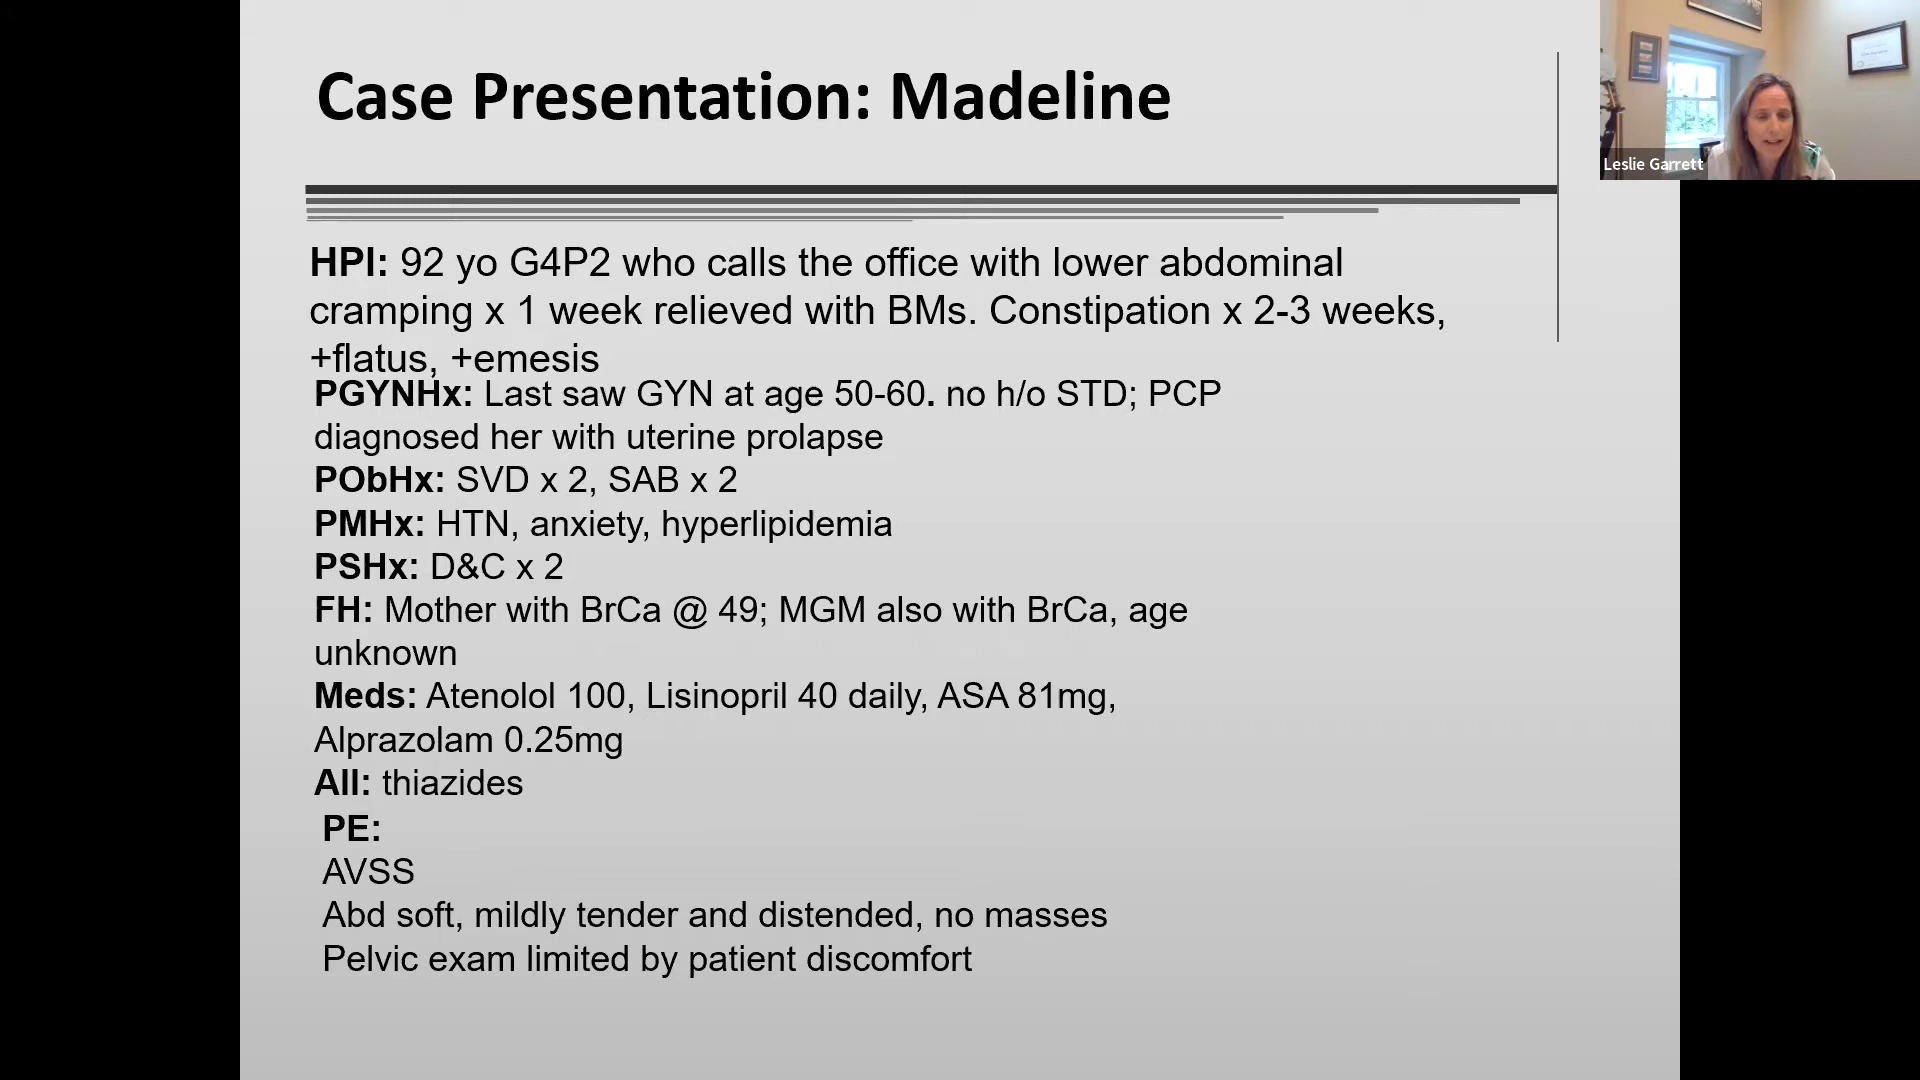 Case Presentation: Madeline
Leslie Garrett
HPI: 92 yo G4P2 who calls the office with lower abdominal
cramping x 1 week relieved with BMs. Constipation x 2-3 weeks,
+flatus, +emesis
PGYNHx: Last saw GYN at age 50-60. no h/o STD; PCP
diagnosed her with uterine prolapse
PObHx: SVD x 2, SAB x 2
PMHx: HTN, anxiety, hyperlipidemia
PSHx: D&C x 2
FH: Mother with BrCa @ 49; MGM also with BrCa, age
unknown
Meds: Atenolol 100, Lisinopril 40 daily, ASA 81mg,
Alprazolam 0.25mg
All: thiazides
PE:
AVSS
Abd soft, mildly tender and distended, no masses
Pelvic exam limited by patient discomfort